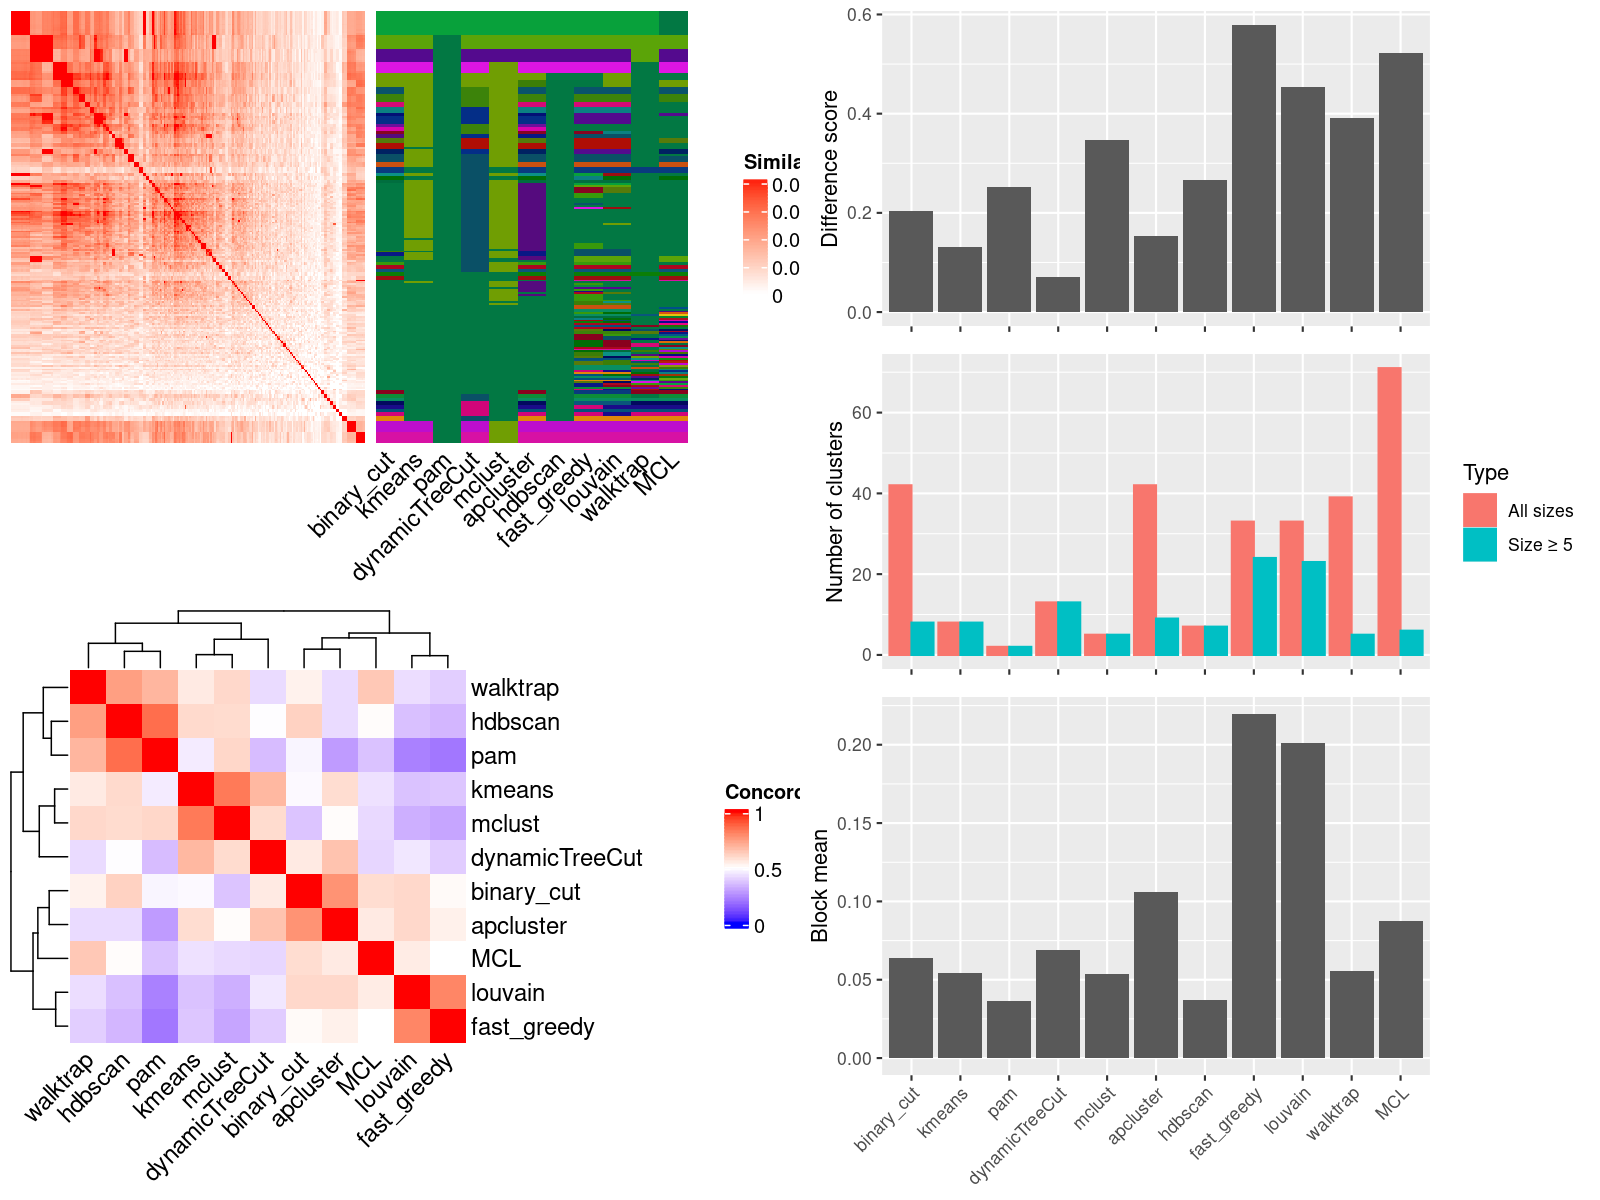 Simila
0.0
0.0
0.0
0.0
0
binary_cut
kmeans
pam
dynamicTreeCut
mclust
apcluster
hdbscan
fast_greedy
louvain
walktrap
MCL
walktrap
hdbscan
pam
kmeans
mclust
dynamicTreeCut
binary_cut
apcluster
MCL
louvain
fast_greedy
walktrap
hdbscan
pam
kmeans
mclust
dynamicTreeCut
binary_cut
apcluster
MCL
louvain
fast_greedy
Concord
1
0.5
0
Difference score
0.6
0.4
0.2
0.0
Number of clusters
60
40
20
0
Type
All sizes
Size ≥ 5
Block mean
0.20
0.15
0.10
0.05
0.00
binary_cut
kmeans
pam
dynamicTreeCut
mclust
apcluster
hdbscan
fast_greedy
louvain
walktrap
MCL